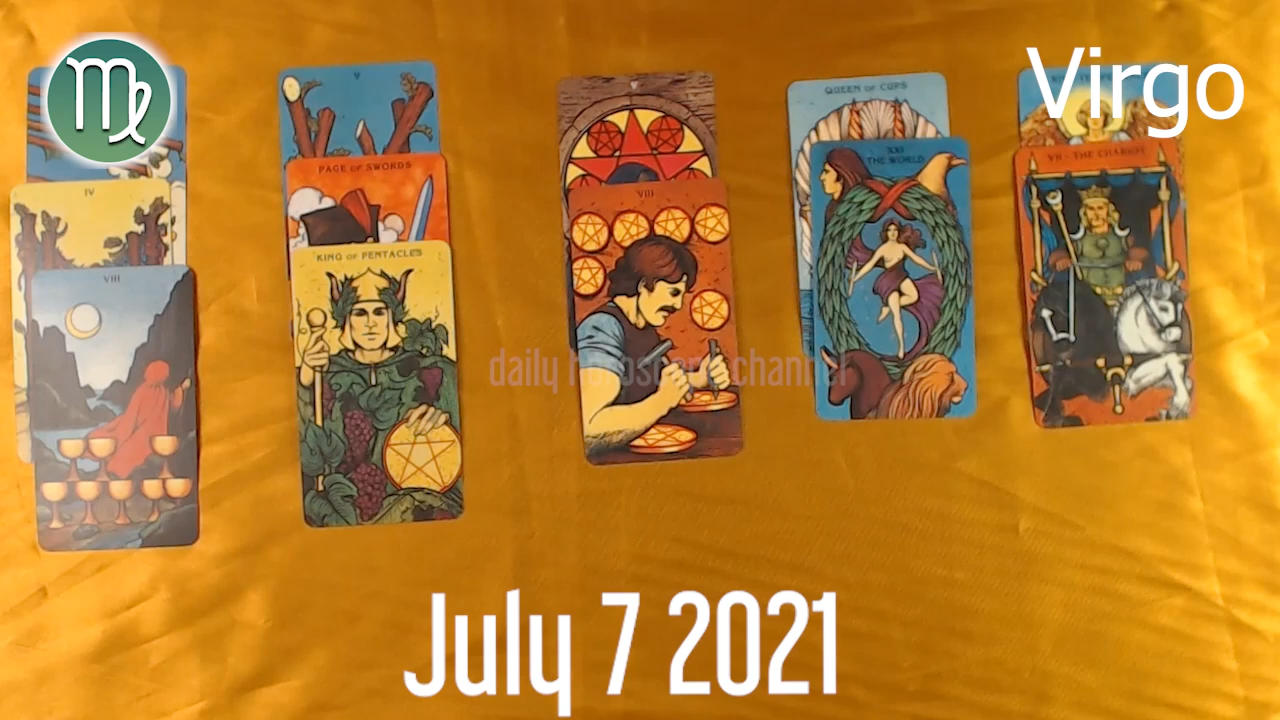 Virgo
V
V
QUEEN OF CUPS
PAGE OF SWORDS
XXI
THE WORLD
VII - THE CHARIOT
IV
VIII
KING OF PENTACLES
VIII
daily horoscope channel
July 7 2021